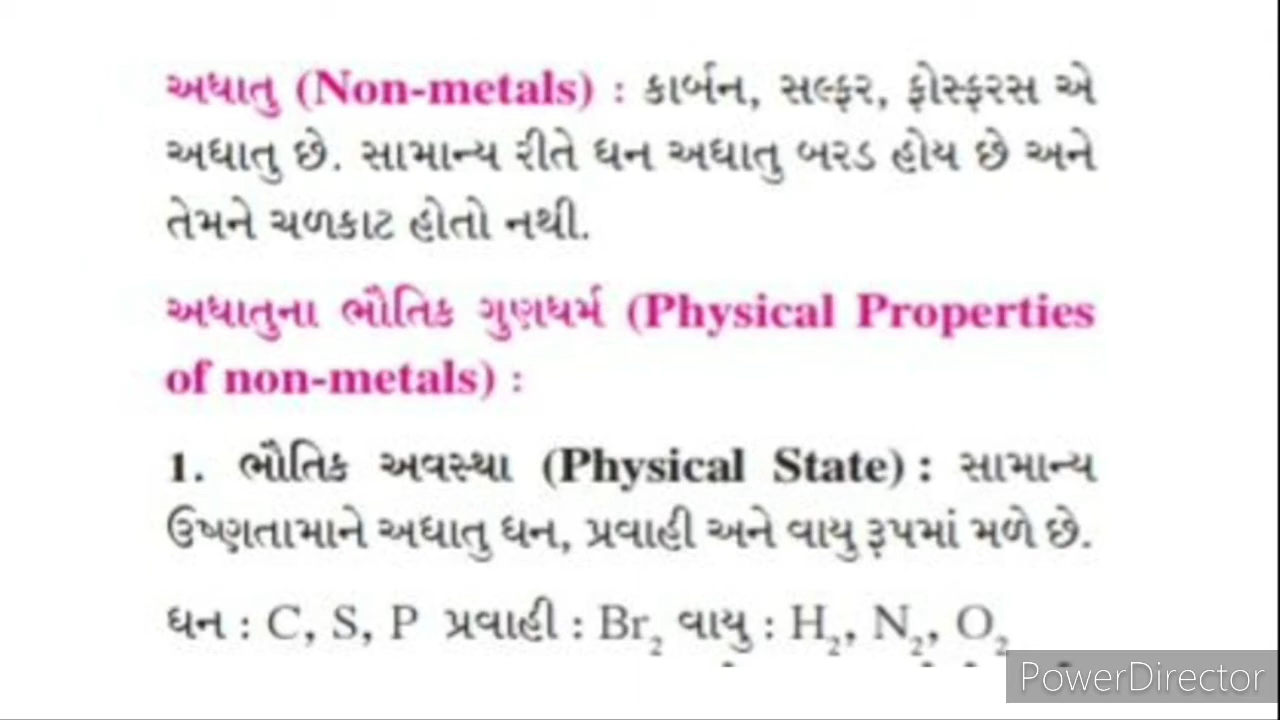 અધાતુ (Non-metals) : કાર્બન, સલ્ફર, ફોસ્ફરસ એ
અધાતુ છે. સામાન્ય રીતે ઘન અધાતુ બરડ હોય છે અને
તેમને ચળકાટ હોતો નથી.
અધાતુના ભૌતિક ગુણધર્મ (Physical Properties
of non-metals) :
1. ભૌતિક અવસ્થા (Physical State) : સામાન્ય
ઉષ્ણતામાને અધાતુ ઘન, પ્રવાહી અને વાયુ રૂપમાં મળે છે.
ઘન : C, S, P પ્રવાહી : Br₂ વાયુ : H₂, N₂, O₂
PowerDirector